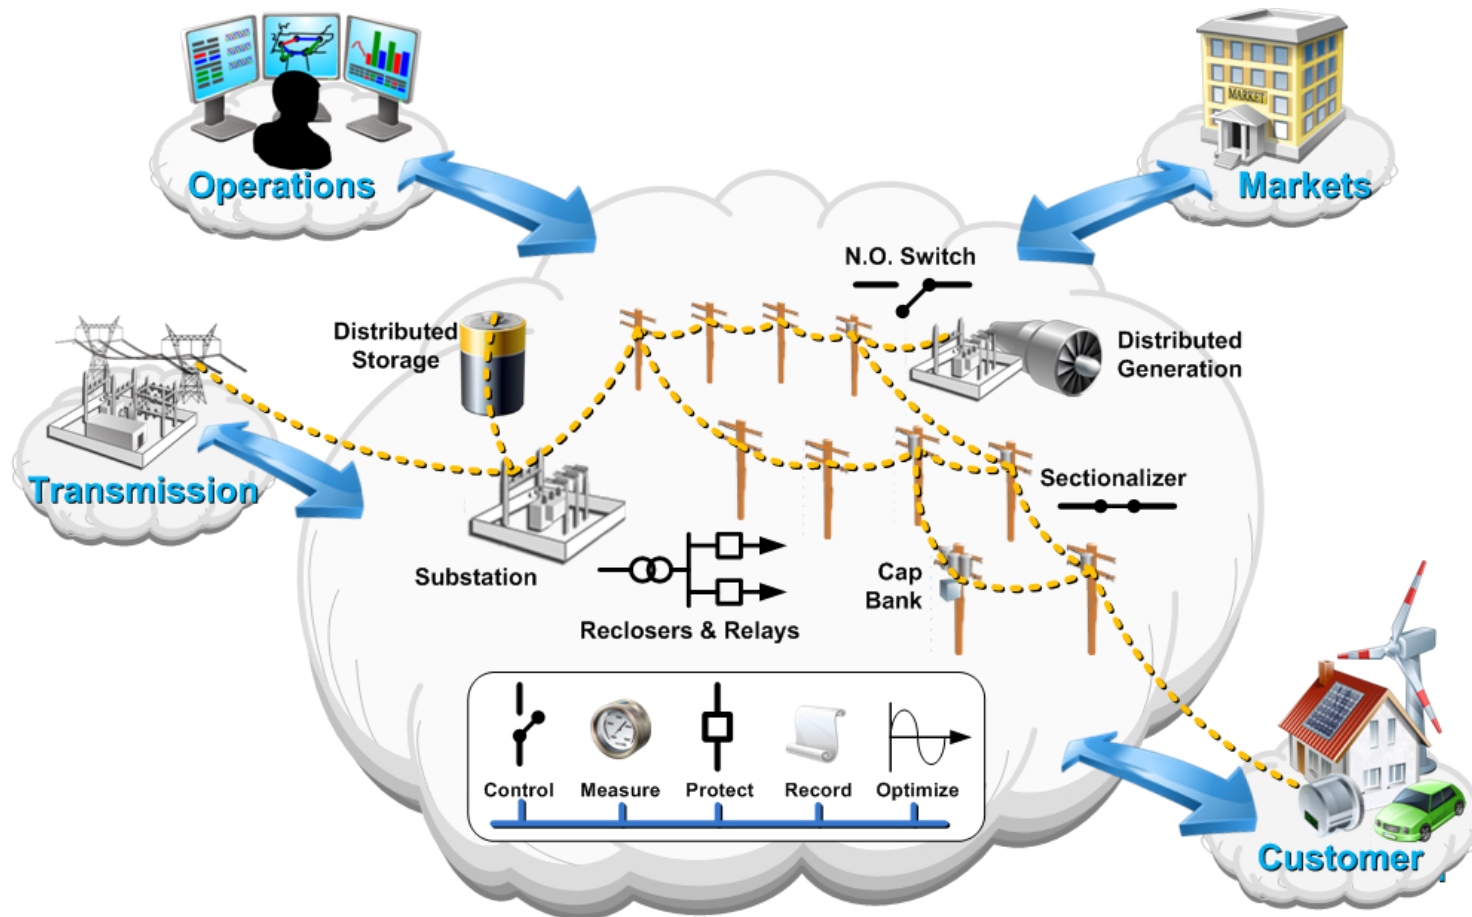 Operations
MARKET
Markets
N.O. Switch
Distributed
Storage
Distributed
Generation
Transmission
Sectionalizer
Substation
Cap
Bank
Reclosers & Relays
Control
Measure
Protect
Record
Optimize
Customer